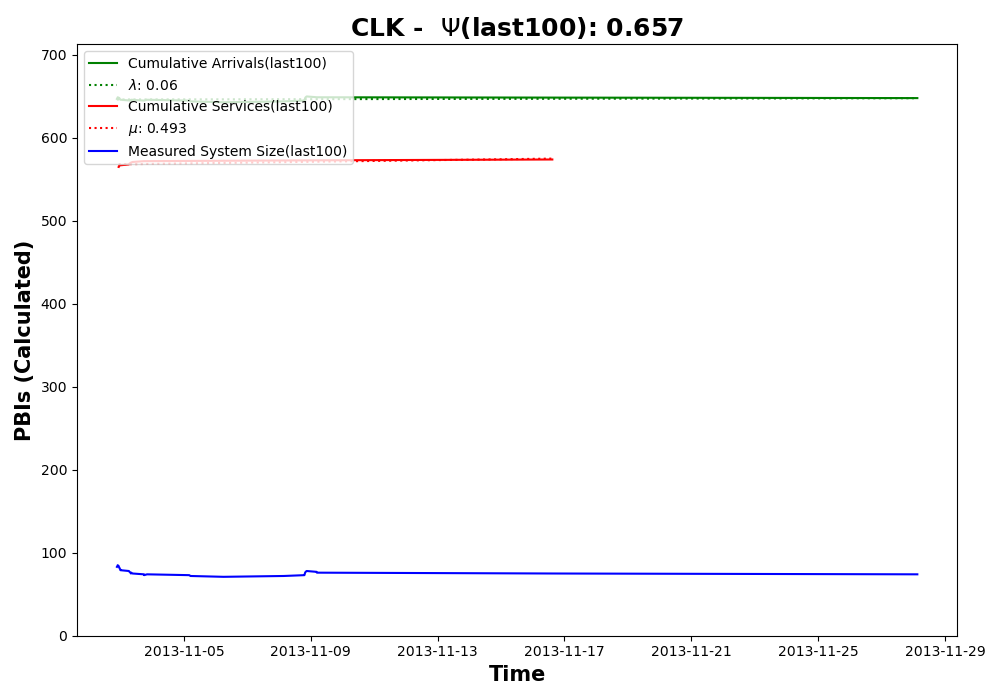 CLK - Ψ(last100): 0.657
Cumulative Arrivals(last100)
λ: 0.06
Cumulative Services(last100)
μ: 0.493
Measured System Size(last100)
PBIs (Calculated)
700
600
500
400
300
200
100
0
2013-11-05 2013-11-09 2013-11-13 2013-11-17 2013-11-21 2013-11-25 2013-11-29
Time